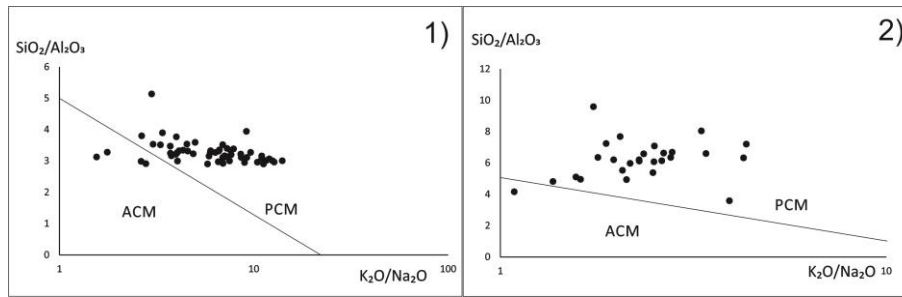 1)
SiO₂/Al₂O₃
6
5
4
3
2
1
0
ACM
PCM
1
10
100
K₂O/Na₂O
2)
SiO₂/Al₂O₃
12
10
8
6
4
2
0
ACM
PCM
1
10
K₂O/Na₂O